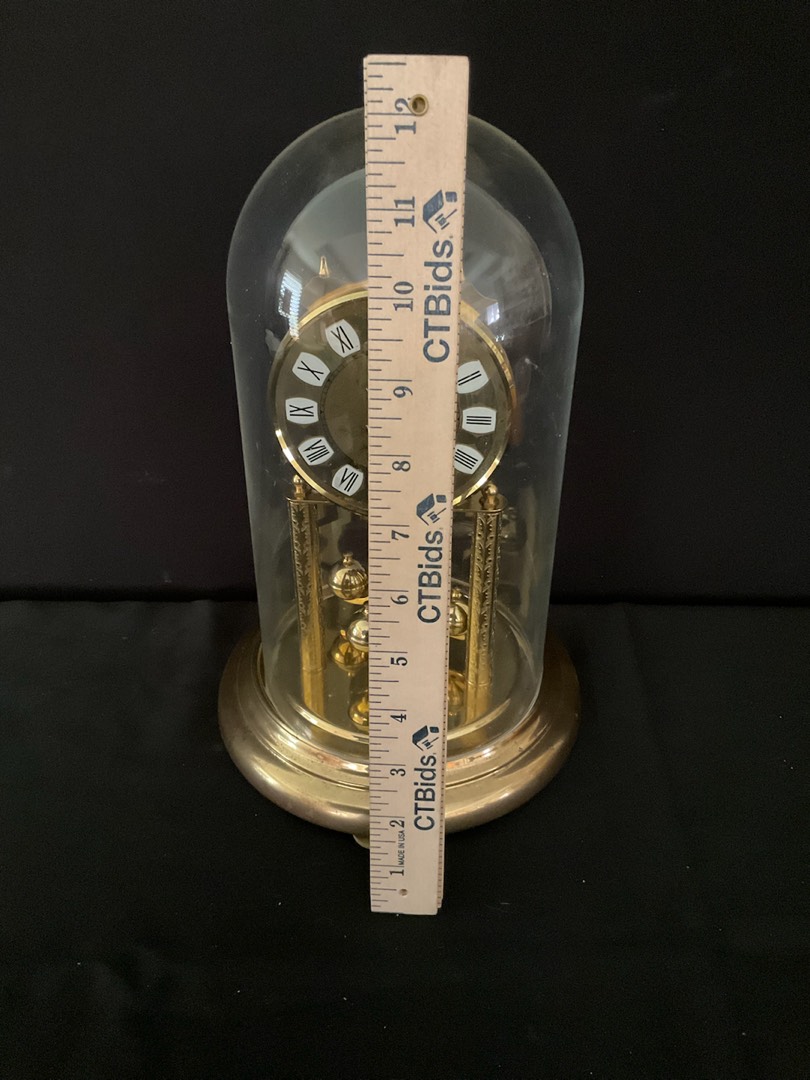 1 2 3 4 5 6 7 8 9 10 11 12
MADE IN USA
CTBids.
CTBids.
CTBids.
XI
X
IX
VIII
VII
II
III
IIII